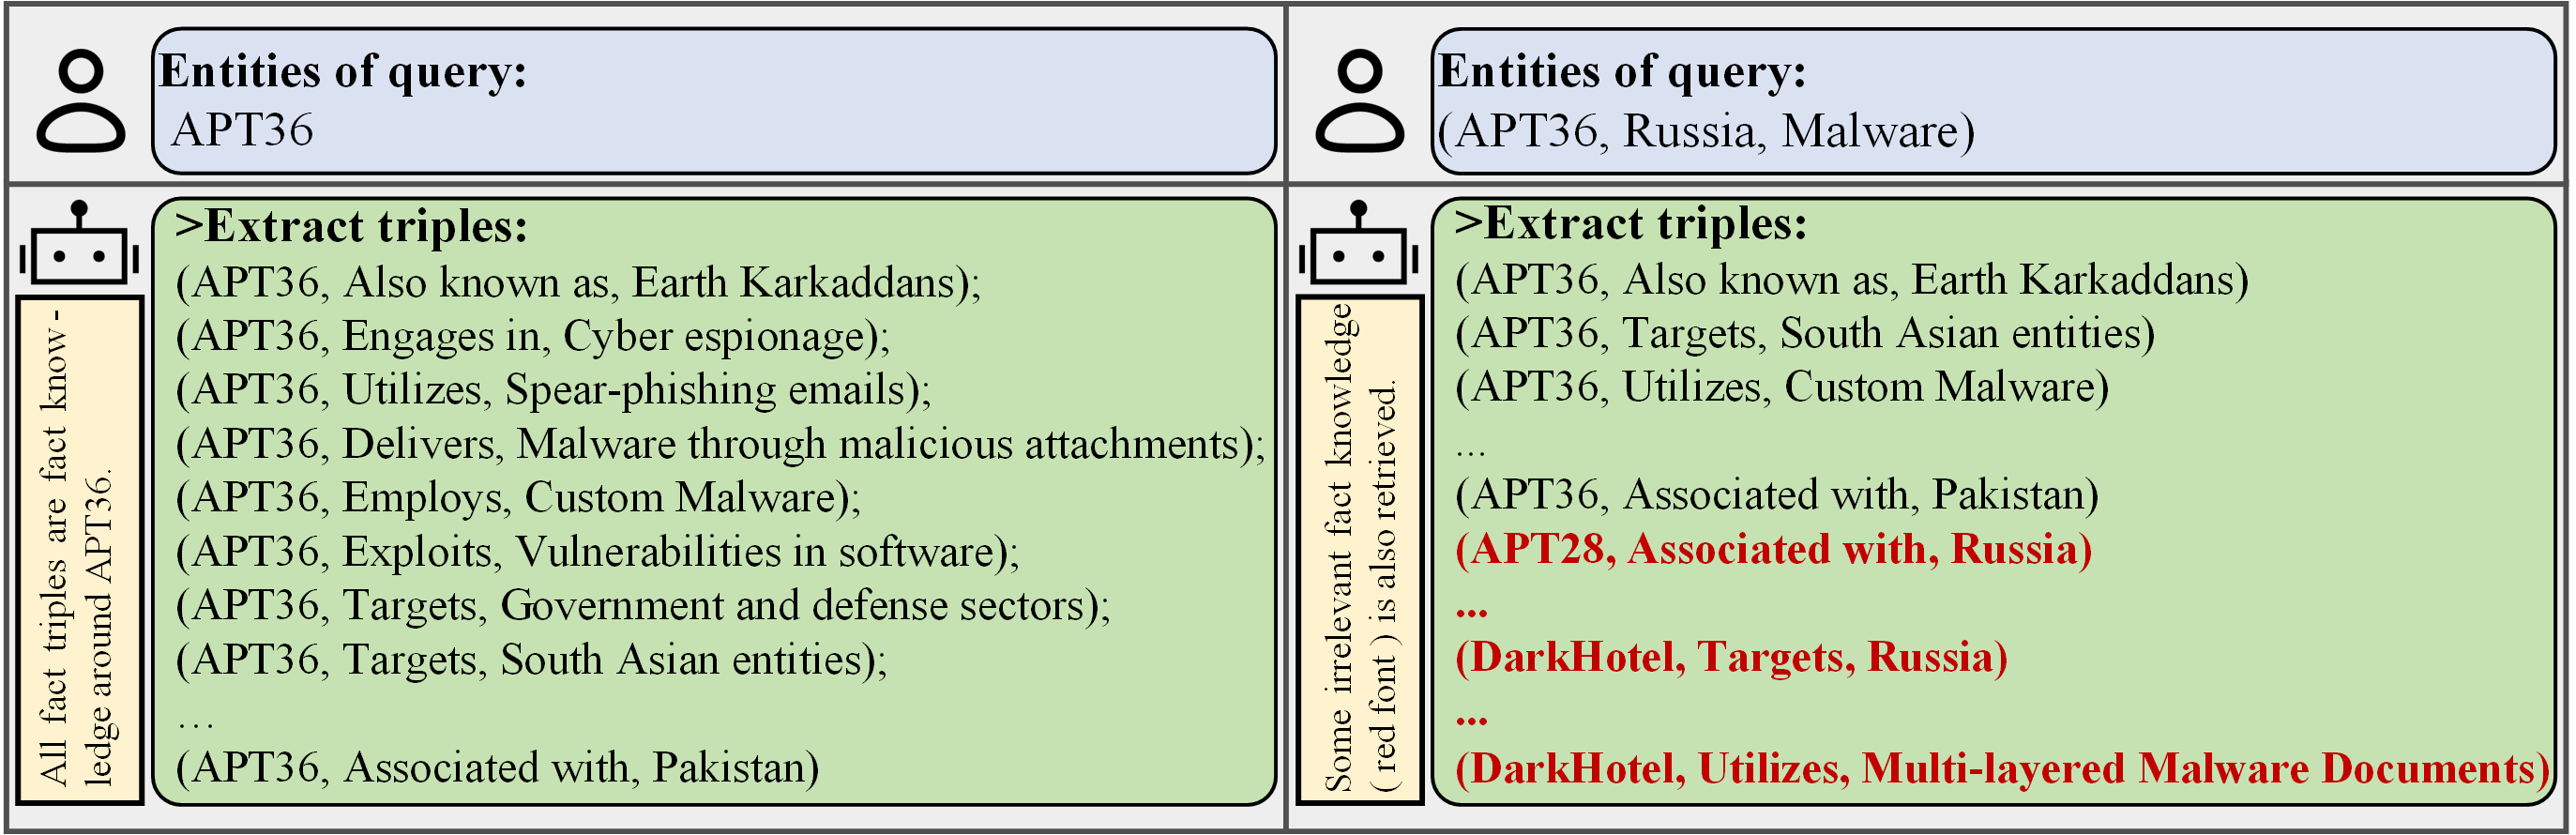 Entities of query:
APT36
>Extract triples:
(APT36, Also known as, Earth Karkaddans);
(APT36, Engages in, Cyber espionage);
(APT36, Utilizes, Spear-phishing emails);
(APT36, Delivers, Malware through malicious attachments);
(APT36, Employs, Custom Malware);
(APT36, Exploits, Vulnerabilities in software);
(APT36, Targets, Government and defense sectors);
(APT36, Targets, South Asian entities);
...
(APT36, Associated with, Pakistan)
All fact triples are fact know-
ledge around APT36.
Entities of query:
(APT36, Russia, Malware)
>Extract triples:
(APT36, Also known as, Earth Karkaddans)
(APT36, Targets, South Asian entities)
(APT36, Utilizes, Custom Malware)
...
(APT36, Associated with, Pakistan)
(APT28, Associated with, Russia)
...
(DarkHotel, Targets, Russia)
...
(DarkHotel, Utilizes, Multi-layered Malware Documents)
Some irrelevant fact knowledge
( red font ) is also retrieved.